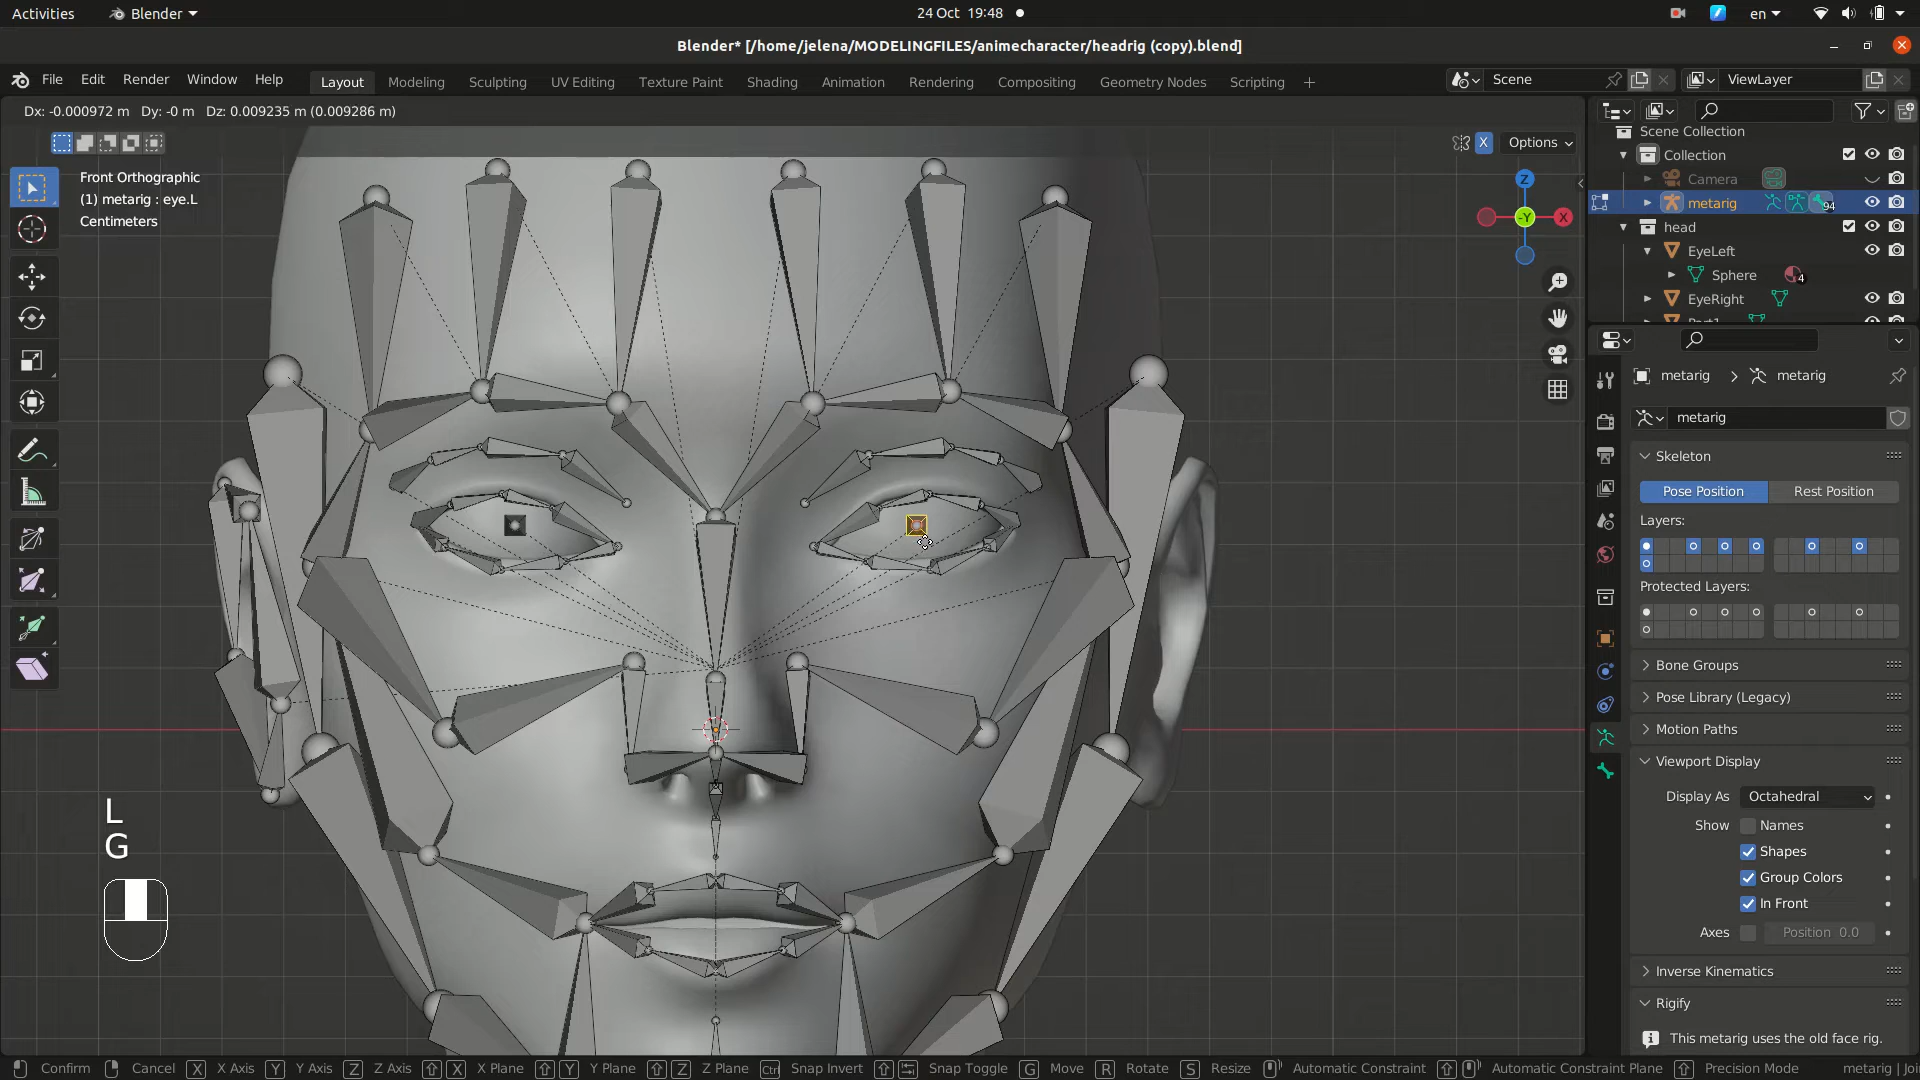 Activities
Blender
24 Oct 19:48
en
Blender* [/home/jelena/MODELINGFILES/animecharacter/headrig (copy).blend]
File Edit Render Window Help
Layout Modeling Sculpting UV Editing Texture Paint Shading Animation Rendering Compositing Geometry Nodes Scripting +
Scene
ViewLayer
Dx: -0.000972 m Dy: -0 m Dz: 0.009235 m (0.009286 m)
X
Options
Front Orthographic
(1) metarig : eye.L
Centimeters
Z
-Y
X
Scene Collection
Collection
Camera
metarig
94
head
EyeLeft
Sphere
4
EyeRight
metarig
metarig
metarig
Skeleton
Pose Position Rest Position
Layers:
Protected Layers:
Bone Groups
Pose Library (Legacy)
Motion Paths
Viewport Display
Display As Octahedral
Show Names
Shapes
Group Colors
In Front
Axes Position 0.0
Inverse Kinematics
Rigify
This metarig uses the old face rig.
L
G
Confirm Cancel X X Axis Y Y Axis Z Z Axis X X Plane Y Y Plane Z Z Plane Ctrl Snap Invert Snap Toggle G Move R Rotate S Resize Automatic Constraint Automatic Constraint Plane Precision Mode
metarig | Joi